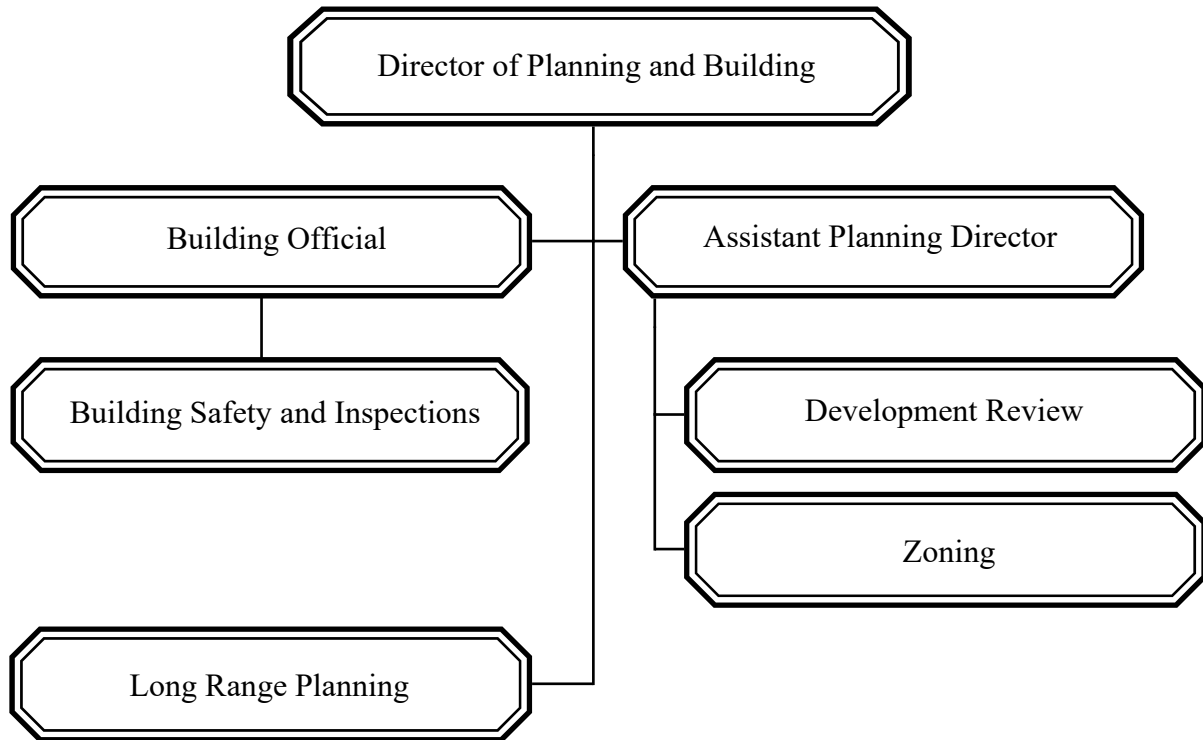 Director of Planning and Building
Building Official
Assistant Planning Director
Building Safety and Inspections
Development Review
Zoning
Long Range Planning